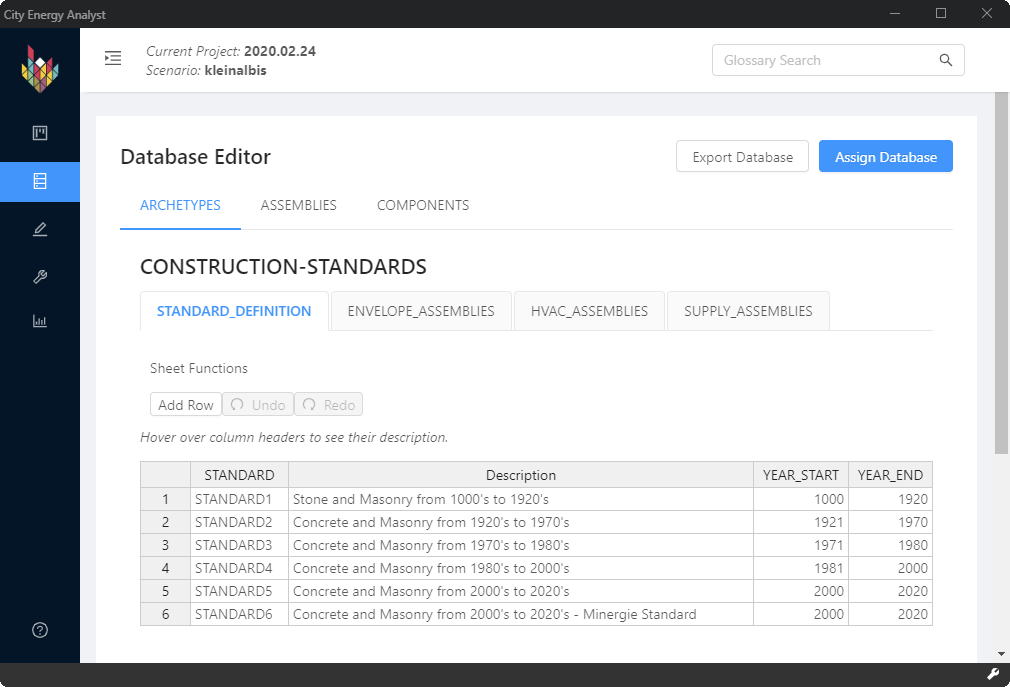 City Energy Analyst
Current Project: 2020.02.24
Scenario: kleinalbis
Glossary Search
Database Editor
Export Database
Assign Database
ARCHETYPES ASSEMBLIES COMPONENTS
CONSTRUCTION-STANDARDS
STANDARD_DEFINITION ENVELOPE_ASSEMBLIES HVAC_ASSEMBLIES SUPPLY_ASSEMBLIES
Sheet Functions
Add Row Undo Redo
Hover over column headers to see their description.
STANDARD Description YEAR_START YEAR_END
1 STANDARD1 Stone and Masonry from 1000's to 1920's 1000 1920
2 STANDARD2 Concrete and Masonry from 1920's to 1970's 1921 1970
3 STANDARD3 Concrete and Masonry from 1970's to 1980's 1971 1980
4 STANDARD4 Concrete and Masonry from 1980's to 2000's 1981 2000
5 STANDARD5 Concrete and Masonry from 2000's to 2020's 2000 2020
6 STANDARD6 Concrete and Masonry from 2000's to 2020's - Minergie Standard 2000 2020